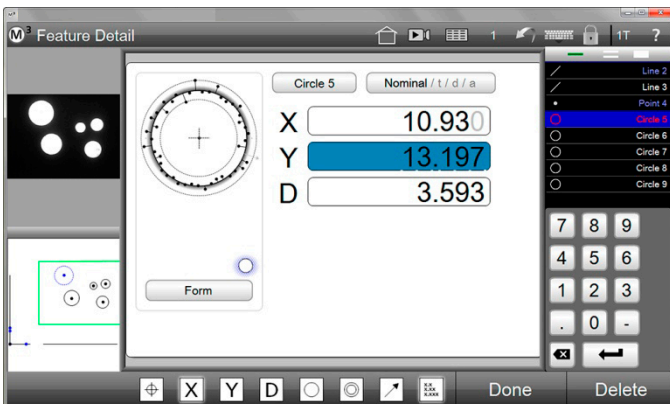 M3 Feature Detail
1
1T
?
Circle 5
Nominal / t / d / a
X 10.930
Y 13.197
D 3.593
Form
Line 2
Line 3
Point 4
Circle 5
Circle 6
Circle 7
Circle 8
Circle 9
7 8 9
4 5 6
1 2 3
. 0 -
X Y D
X.X
X.XX
X.XXX
Done
Delete